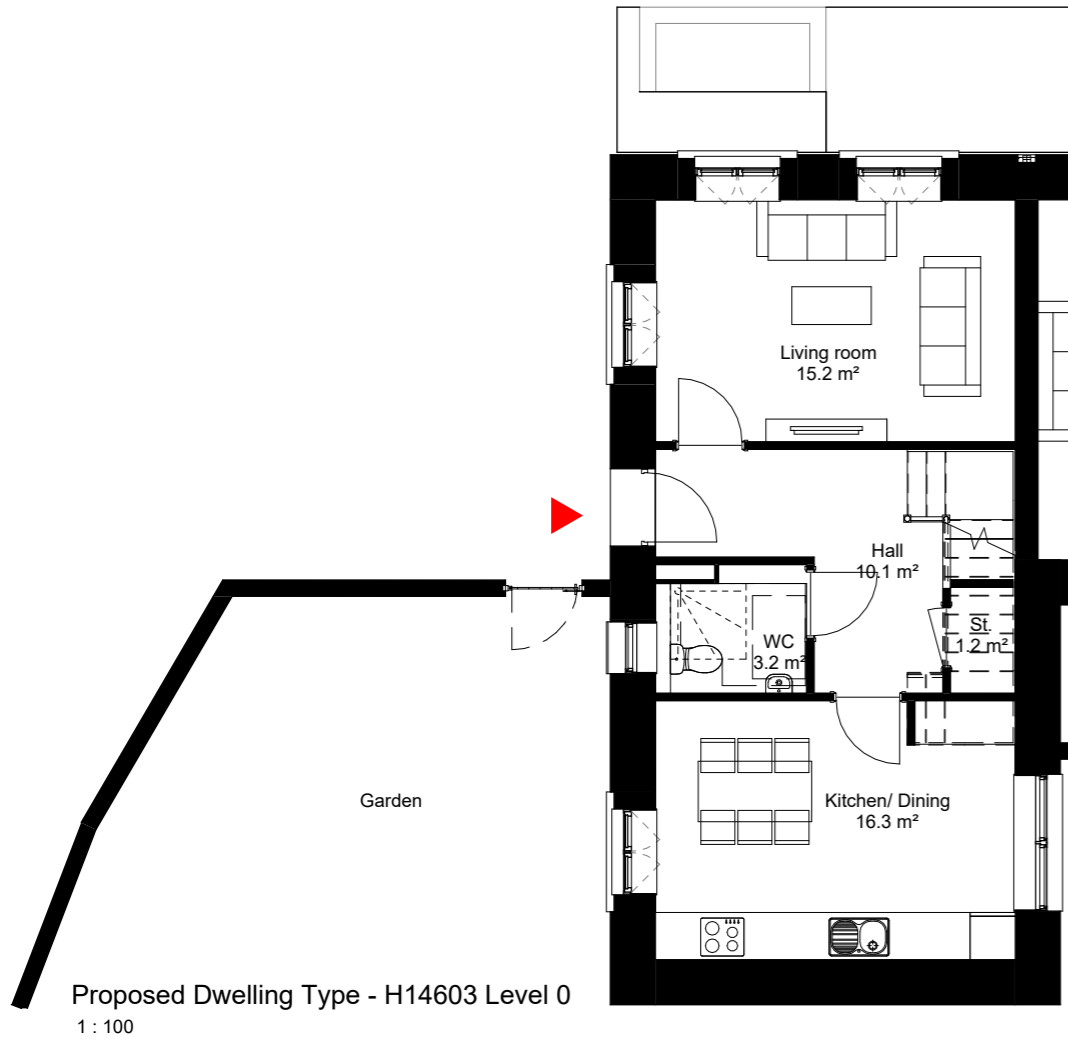 Living room
15.2 m²
Hall
10.1 m²
St.
1.2 m²
WC
3.2 m²
Garden
Kitchen/ Dining
16.3 m²
Proposed Dwelling Type - H14603 Level 0
1 : 100